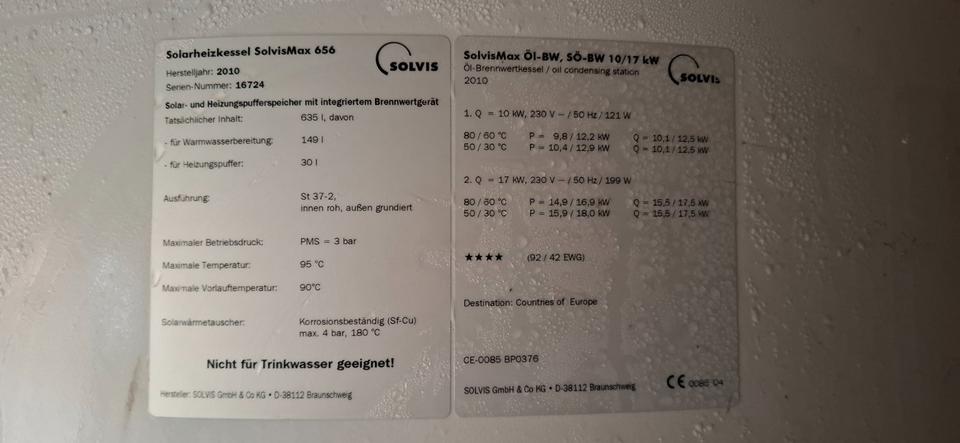 Solarheizkessel SolvisMax 656
Herstelljahr: 2010
Serien-Nummer: 16724
SOLVIS
Solar- und Heizungspufferspeicher mit integriertem Brennwertgerät
Tatsächlicher Inhalt: 635 l, davon
- für Warmwasserbereitung: 149 l
- für Heizungspuffer: 30 l
Ausführung: St 37-2,
innen roh, außen grundiert
Maximaler Betriebsdruck: PMS = 3 bar
Maximale Temperatur: 95 °C
Maximale Vorlauftemperatur: 90°C
Solarwärmetauscher: Korrosionsbeständig (Sf-Cu)
max. 4 bar, 180 °C
Nicht für Trinkwasser geeignet!
Hersteller: SOLVIS GmbH & Co KG • D-38112 Braunschweig
SolvisMax Öl-BW, SÖ-BW 10/17 kW
Öl-Brennwertkessel / oil condensing station
2010
SOLVIS
1. Q = 10 kW, 230 V ~ / 50 Hz / 121 W
80 / 60 °C P = 9,8 / 12,2 kW Q = 10,1 / 12,5 kW
50 / 30 °C P = 10,4 / 12,9 kW Q = 10,1 / 12,5 kW
2. Q = 17 kW, 230 V ~ / 50 Hz / 199 W
80 / 60 °C P = 14,9 / 16,9 kW Q = 15,5 / 17,5 kW
50 / 30 °C P = 15,9 / 18,0 kW Q = 15,5 / 17,5 kW
★★★★ (92 / 42 EWG)
Destination: Countries of Europe
CE-0085 BP0376
SOLVIS GmbH & Co KG • D-38112 Braunschweig
CE 0085 04